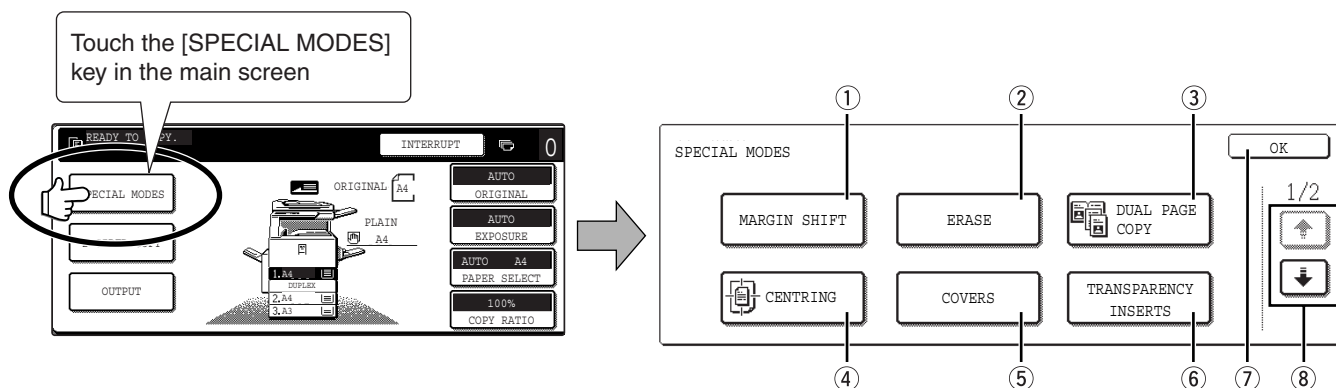 Touch the [SPECIAL MODES]
key in the main screen
READY TO
INTERRUPT
0
SPECIAL MODES
OUTPUT
ORIGINAL A4
PLAIN
A4
1.A4
DUPLEX
2.A4
3.A3
AUTO
ORIGINAL
AUTO
EXPOSURE
AUTO A4
PAPER SELECT
100%
COPY RATIO
① ② ③
SPECIAL MODES
OK
1/2
MARGIN SHIFT
ERASE
DUAL PAGE
COPY
CENTRING
COVERS
TRANSPARENCY
INSERTS
④ ⑤ ⑥ ⑦ ⑧